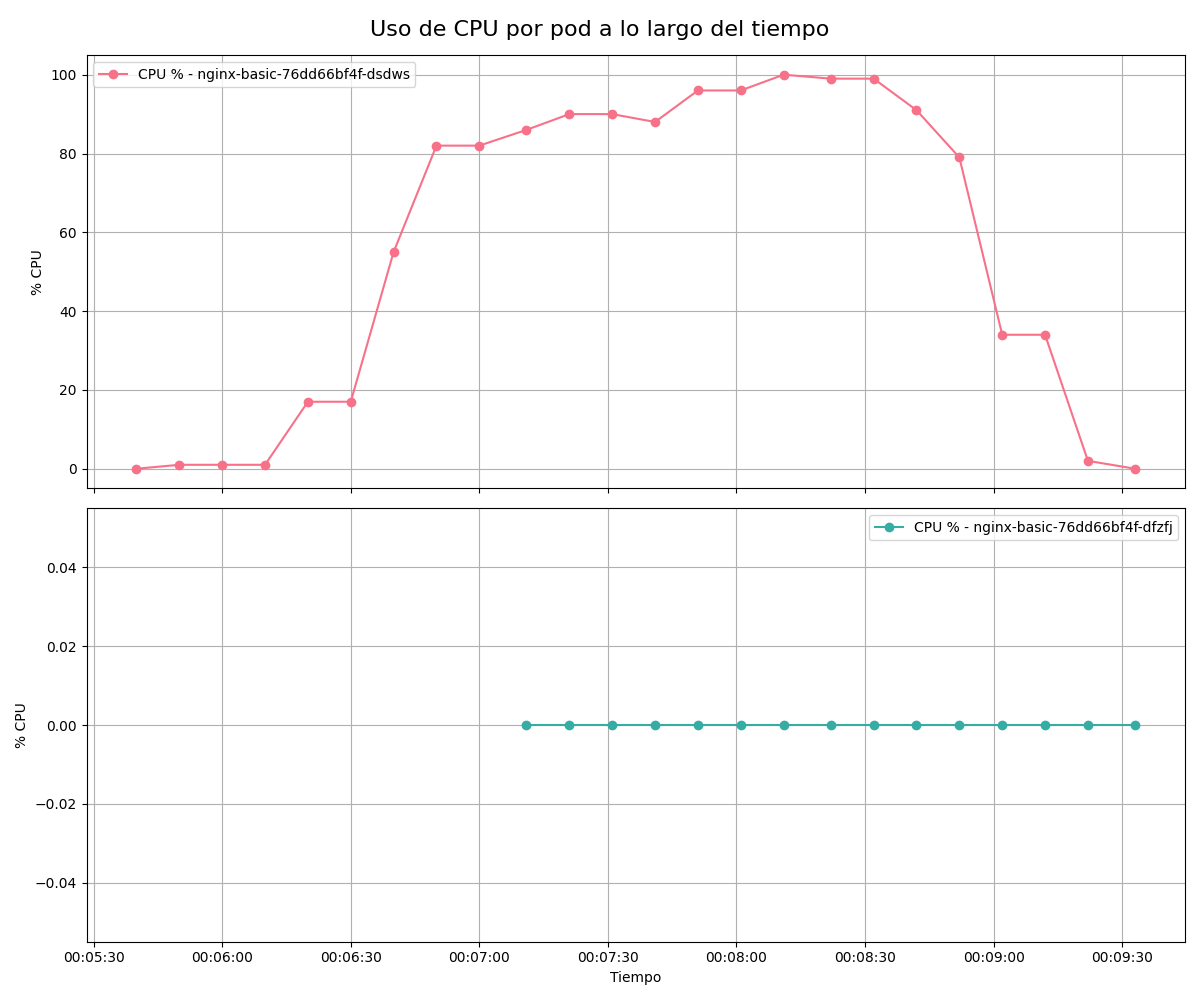 Uso de CPU por pod a lo largo del tiempo
CPU % - nginx-basic-76dd66bf4f-dsdws
100
80
60
40
20
0
% CPU
CPU % - nginx-basic-76dd66bf4f-dfzfj
0.04
0.02
0.00
−0.02
−0.04
% CPU
00:05:30 00:06:00 00:06:30 00:07:00 00:07:30 00:08:00 00:08:30 00:09:00 00:09:30
Tiempo